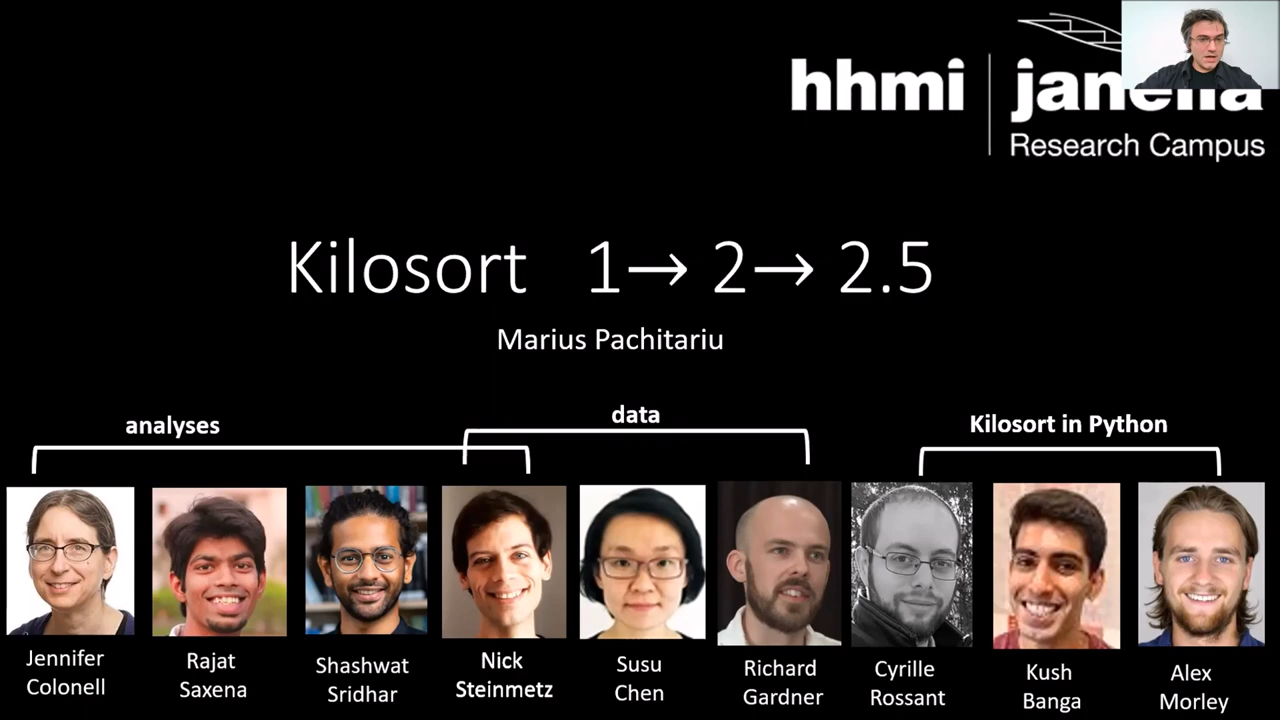 hhmi
janelia
Research Campus
Kilosort 1→ 2→ 2.5
Marius Pachitariu
analyses
data
Kilosort in Python
Jennifer
Colonell
Rajat
Saxena
Shashwat
Sridhar
Nick
Steinmetz
Susu
Chen
Richard
Gardner
Cyrille
Rossant
Kush
Banga
Alex
Morley